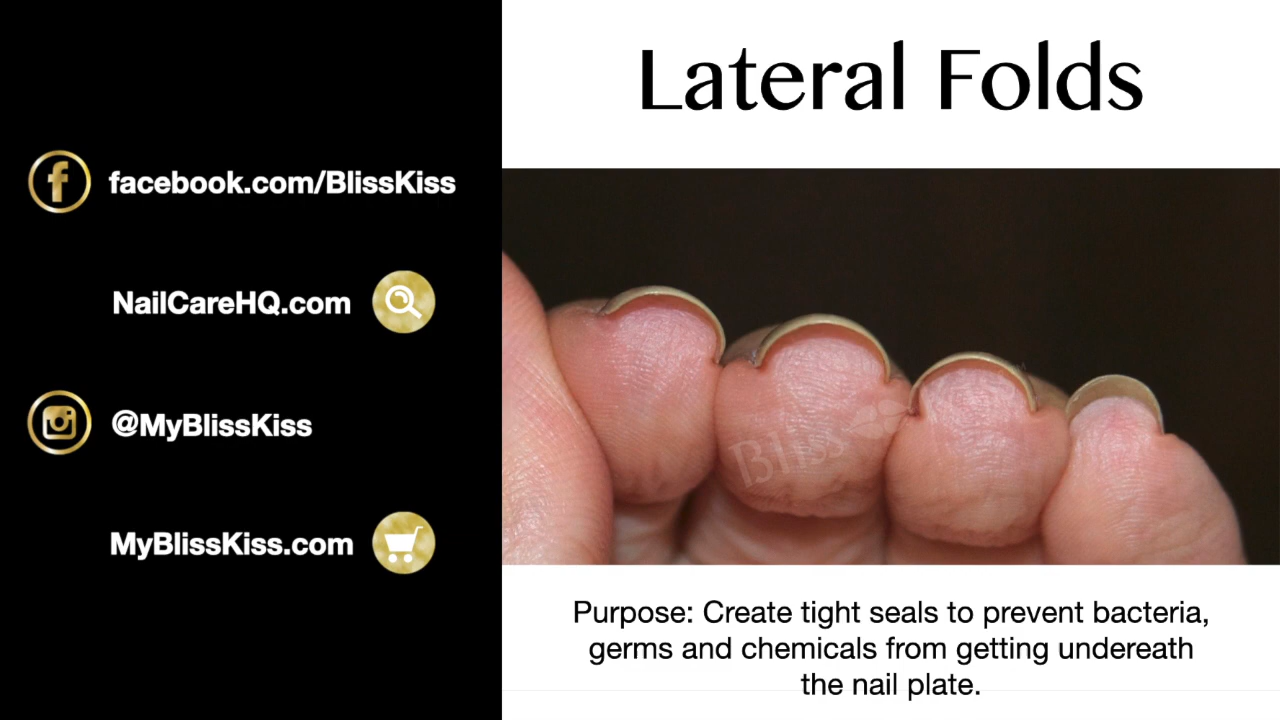 facebook.com/BlissKiss
NailCareHQ.com
@MyBlissKiss
MyBlissKiss.com
Lateral Folds
Bliss
Purpose: Create tight seals to prevent bacteria,
germs and chemicals from getting undereath
the nail plate.